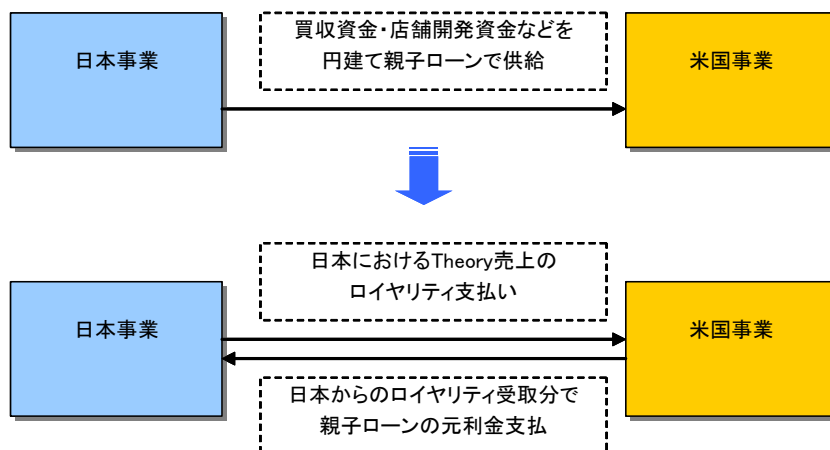 買収資金・店舗開発資金などを
円建て親子ローンで供給
日本事業
米国事業
日本におけるTheory売上の
ロイヤリティ支払い
日本事業
米国事業
日本からのロイヤリティ受取分で
親子ローンの元利金支払